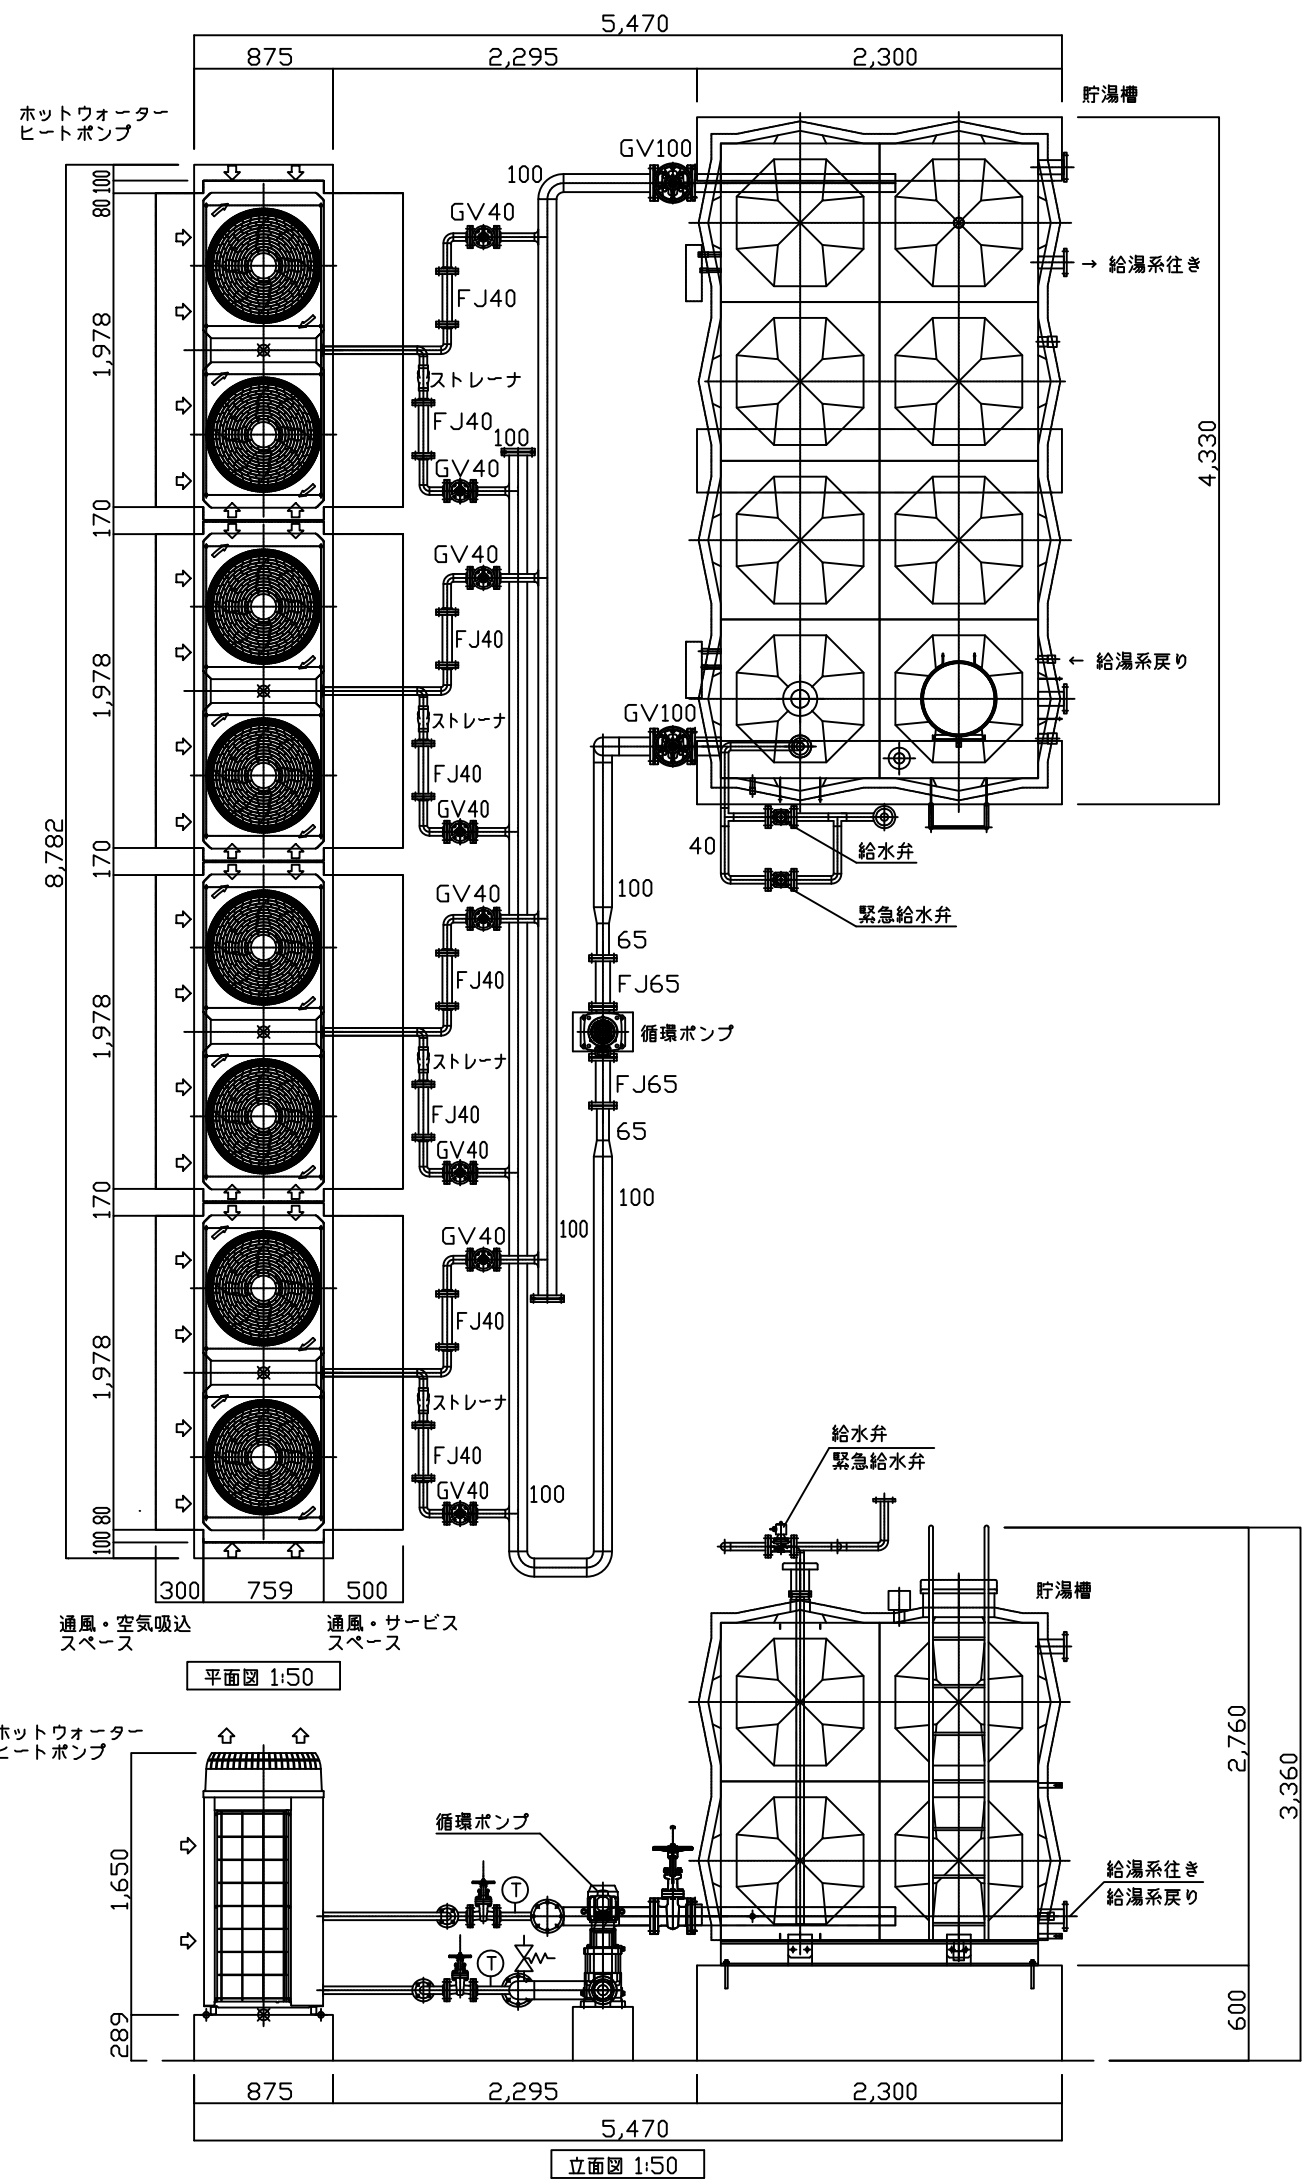 5,470
875
2,295
2,300
貯湯槽
ホットウォーター
ヒートポンプ
GV100
100
100
80
GV40
給湯系往き
FJ40
1,978
ストレーナ
FJ40
100
4,330
GV40
170
GV40
FJ40
給湯系戻り
1,978
ストレーナ
GV100
FJ40
GV40
8,782
40
給水弁
170
100
GV40
緊急給水弁
65
FJ40
FJ65
1,978
循環ポンプ
ストレーナ
FJ65
FJ40
65
GV40
170
100
100
GV40
FJ40
1,978
ストレーナ
給水弁
緊急給水弁
FJ40
GV40
100
80
100
300
759
500
貯湯槽
通風・空気吸込
スペース
通風・サービス
スペース
平面図 1:50
ホットウォーター
ヒートポンプ
2,760
3,360
循環ポンプ
1,650
給湯系往き
給湯系戻り
T
T
289
600
875
2,295
2,300
5,470
立面図 1:50